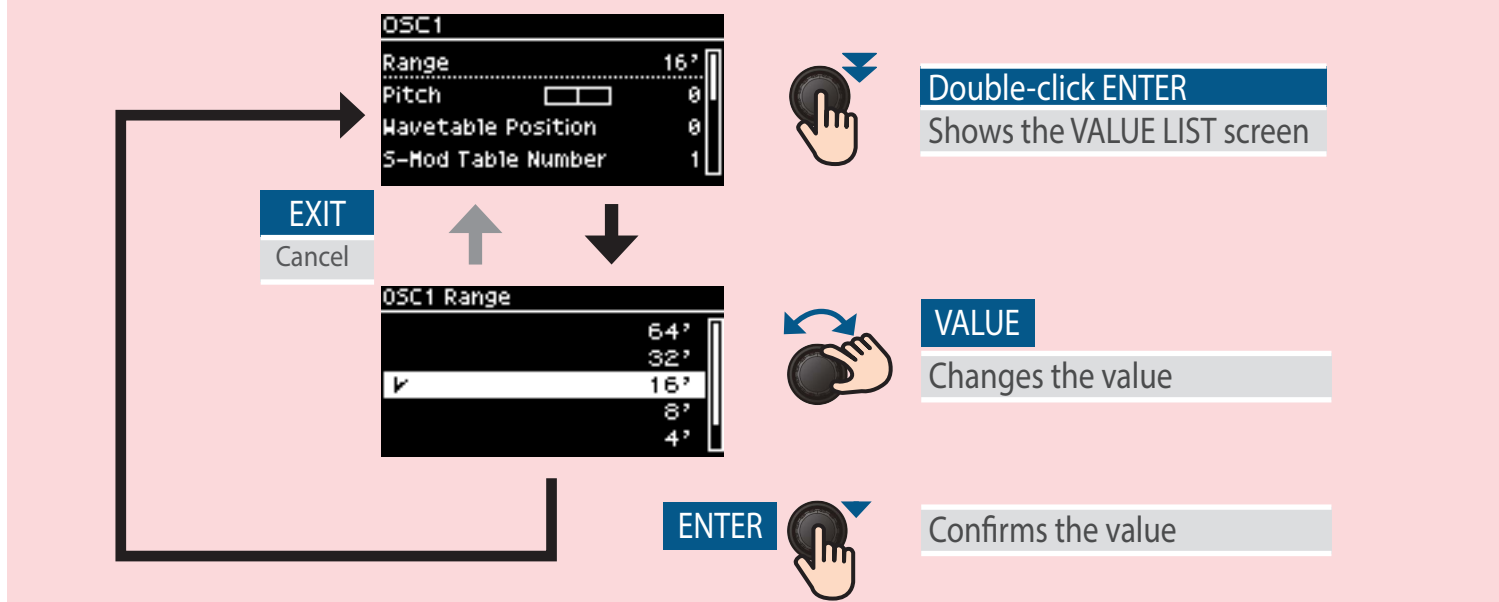 OSC1
Range 16'
Pitch 0
Wavetable Position 0
S-Mod Table Number 1
Double-click ENTER
Shows the VALUE LIST screen
EXIT
Cancel
OSC1 Range
64'
32'
16'
8'
4'
VALUE
Changes the value
ENTER
Confirms the value